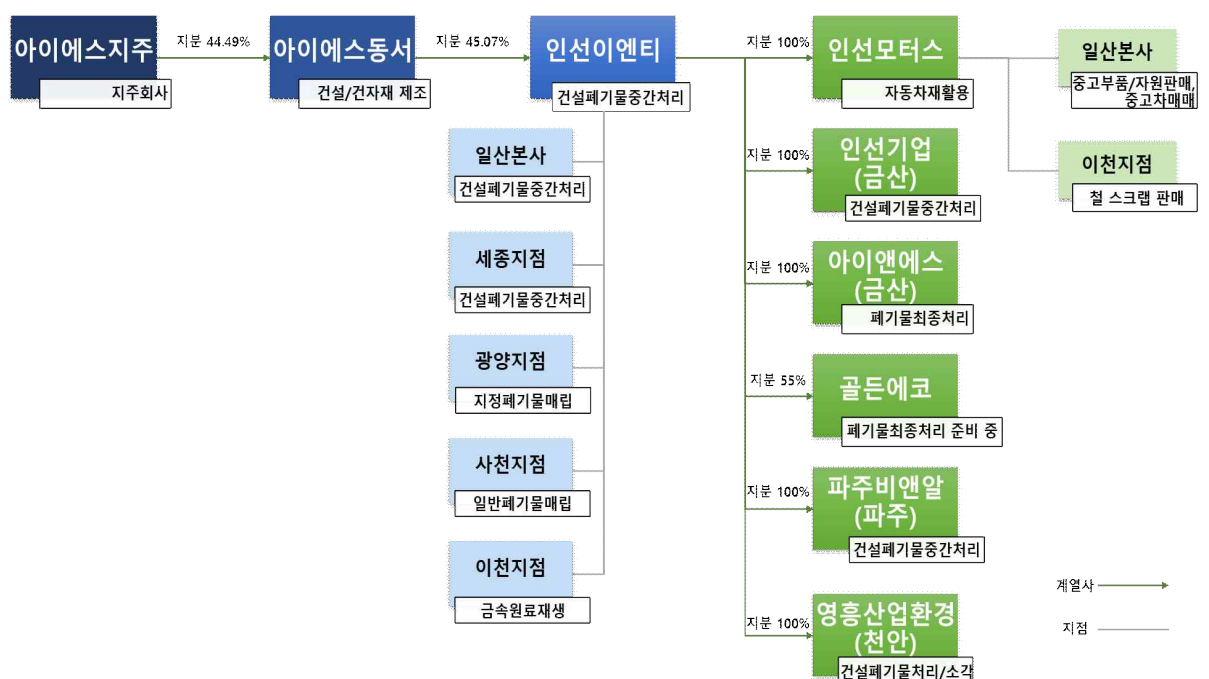 아이에스지주
지주회사
지분 44.49%
아이에스동서
건설/건자재 제조
지분 45.07%
인선이엔티
건설폐기물중간처리
일산본사
건설폐기물중간처리
세종지점
건설폐기물중간처리
광양지점
지정폐기물매립
사천지점
일반폐기물매립
이천지점
금속원료재생
지분 100%
인선모터스
자동차재활용
지분 100%
인선기업
(금산)
건설폐기물중간처리
지분 100%
아이앤에스
(금산)
폐기물최종처리
지분 55%
골든에코
폐기물최종처리 준비 중
지분 100%
파주비앤알
(파주)
건설폐기물중간처리
지분 100%
영흥산업환경
(천안)
건설폐기물처리/소각
일산본사
중고부품/자원판매,
중고차매매
이천지점
철 스크랩 판매
계열사
지점